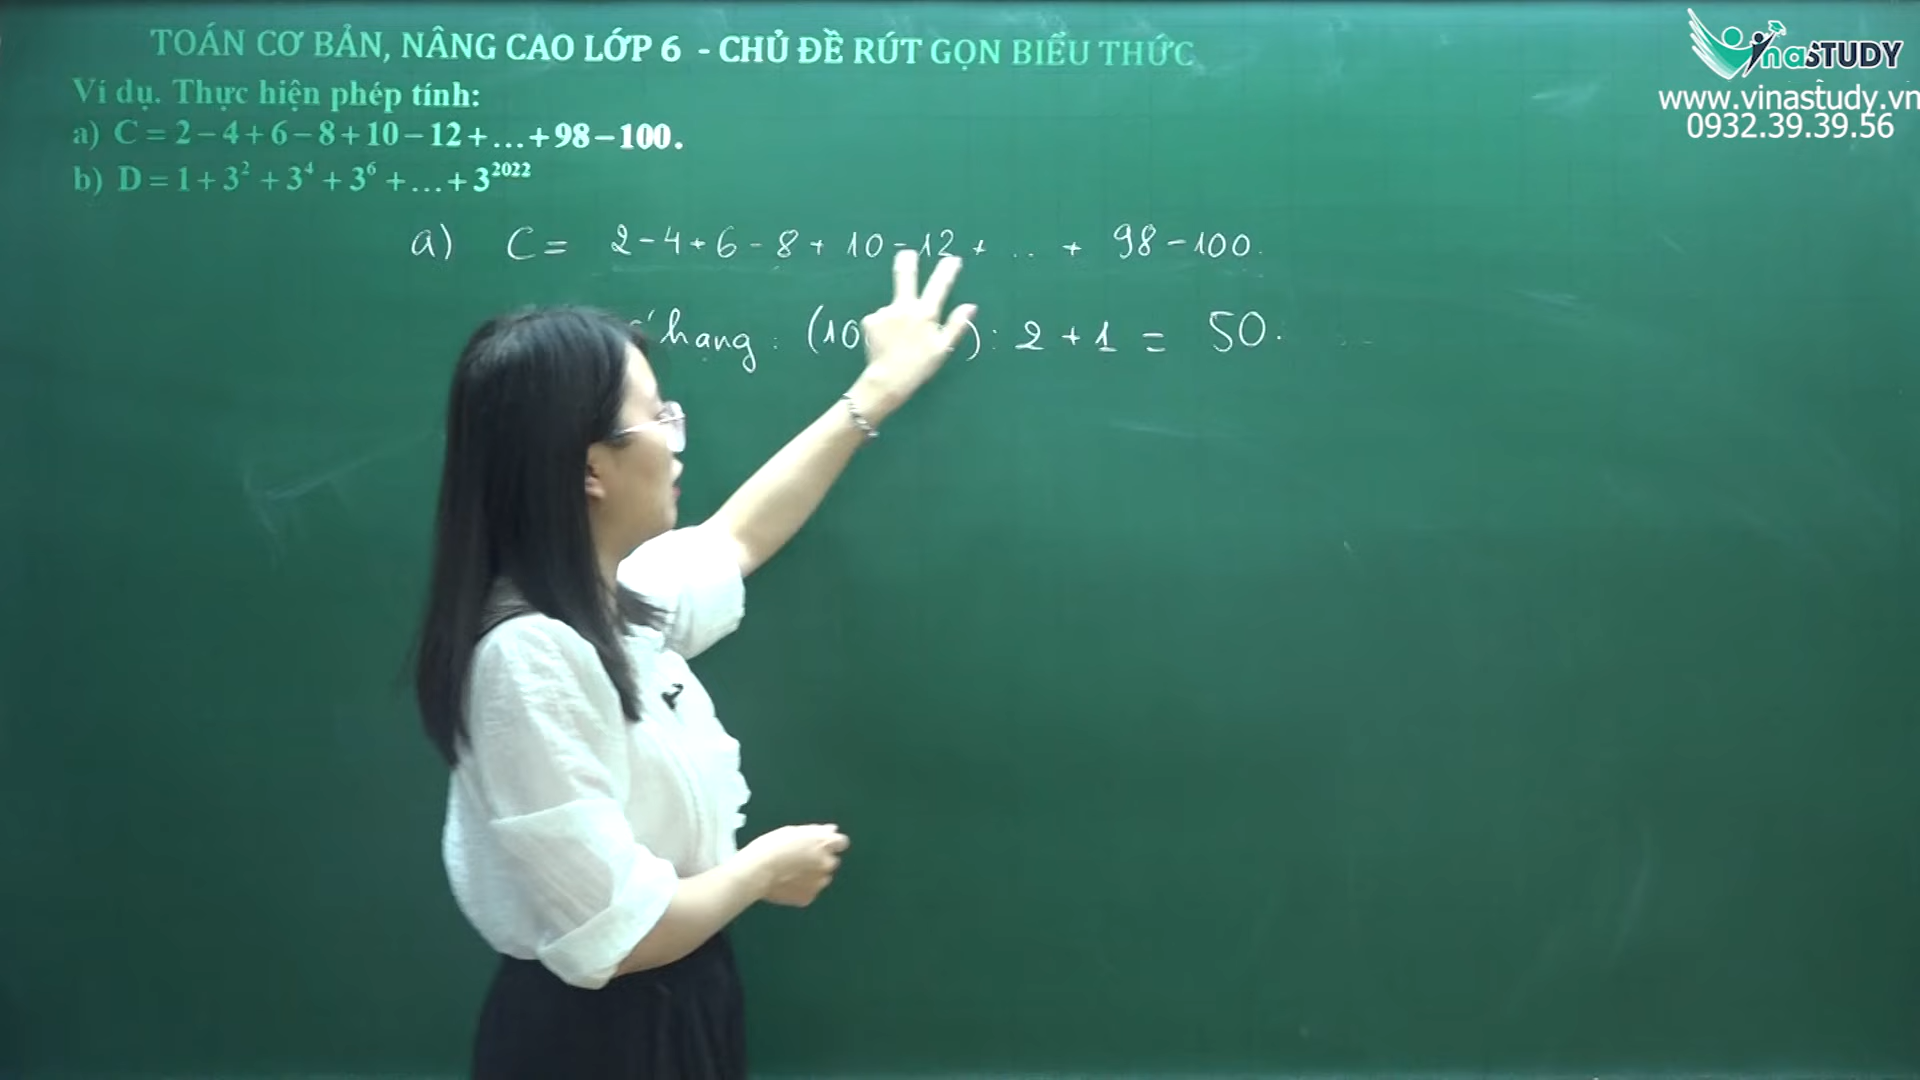 TOÁN CƠ BẢN, NÂNG CAO LỚP 6 - CHỦ ĐỀ RÚT GỌN BIỂU THỨC
VinaSTUDY
www.vinastudy.vn
0932.39.39.56
Ví dụ. Thực hiện phép tính:
a) C = 2 – 4 + 6 – 8 + 10 – 12 + ... + 98 – 100.
b) D = 1 + 3² + 3⁴ + 3⁶ + ... + 3²⁰²²
a) C = 2 - 4 + 6 - 8 + 10 - 12 + .. + 98 - 100.
hạng : (10 ) : 2 + 1 = 50.